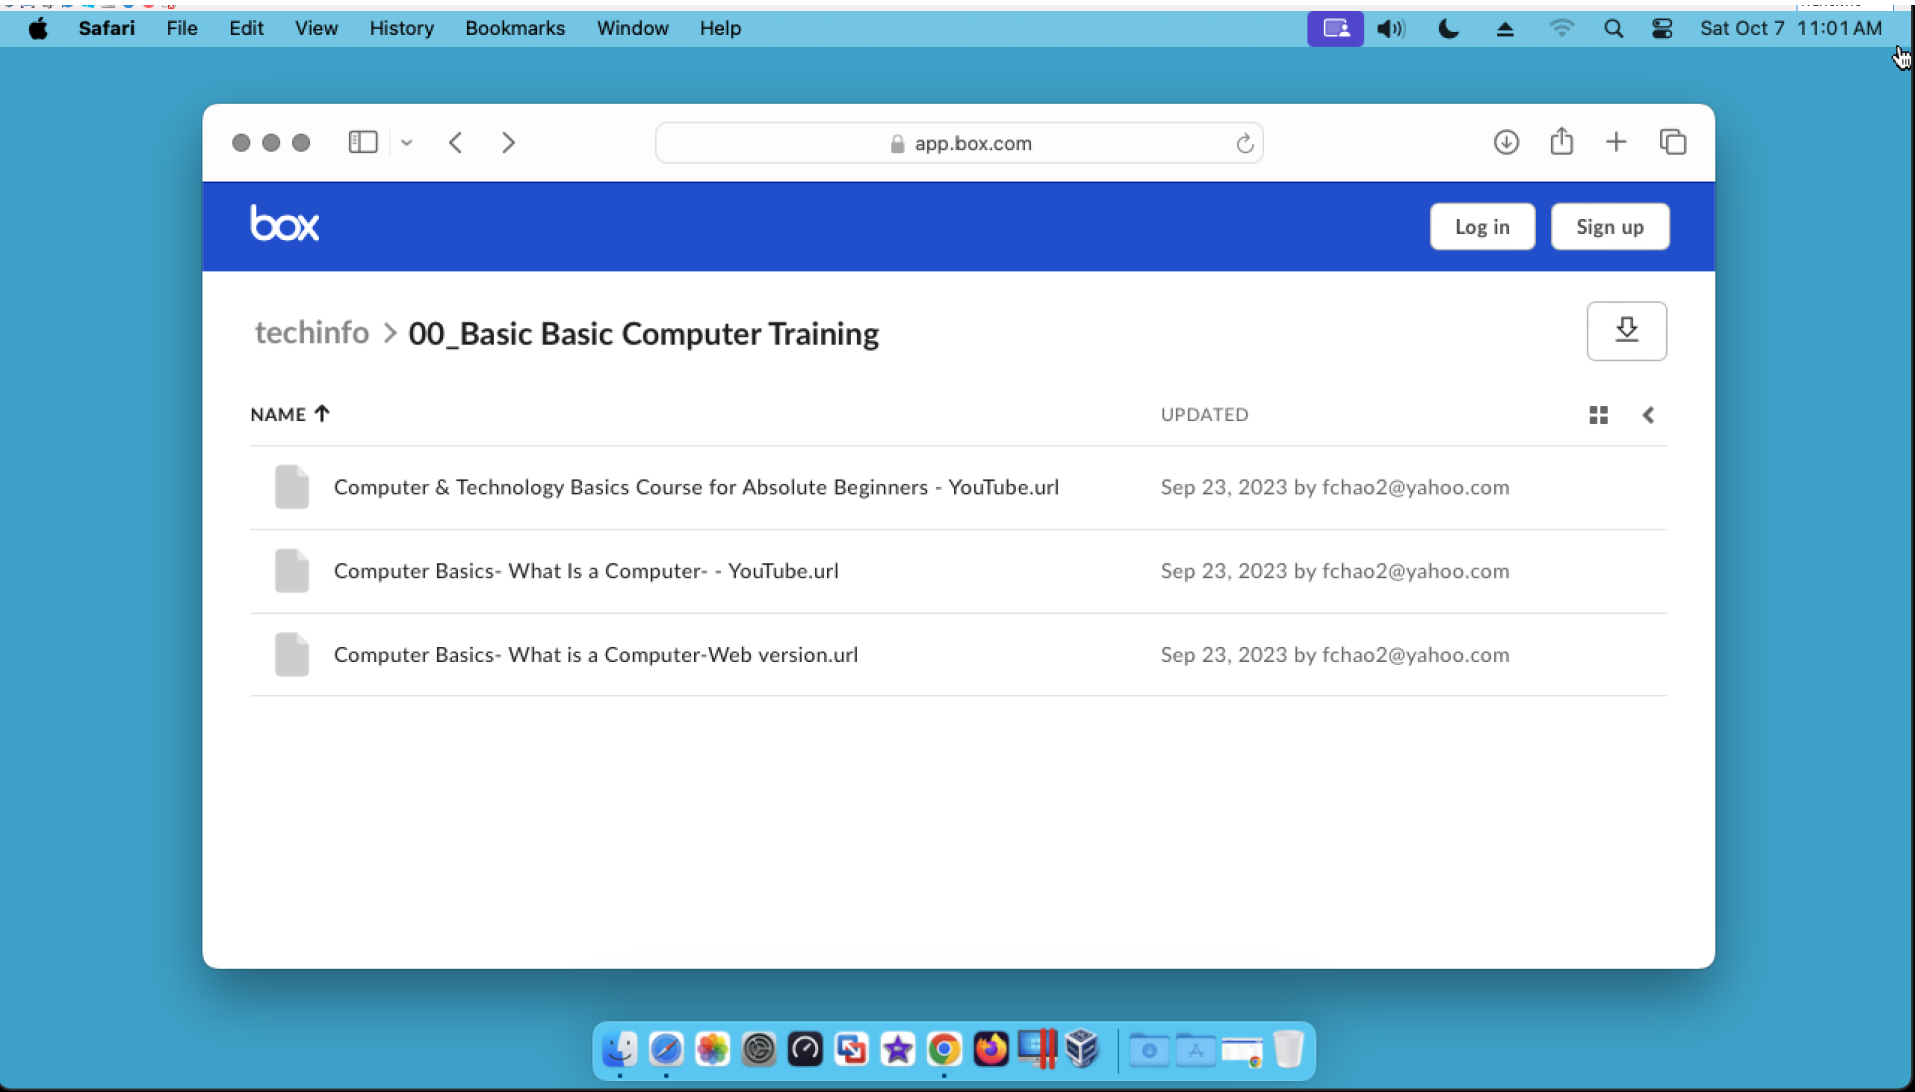 Safari File Edit View History Bookmarks Window Help Sat Oct 7 11:01 AM
app.box.com
box Log in Sign up
techinfo > 00_Basic Basic Computer Training
NAME UPDATED
Computer & Technology Basics Course for Absolute Beginners - YouTube.url Sep 23, 2023 by fchao2@yahoo.com
Computer Basics- What Is a Computer- - YouTube.url Sep 23, 2023 by fchao2@yahoo.com
Computer Basics- What is a Computer-Web version.url Sep 23, 2023 by fchao2@yahoo.com